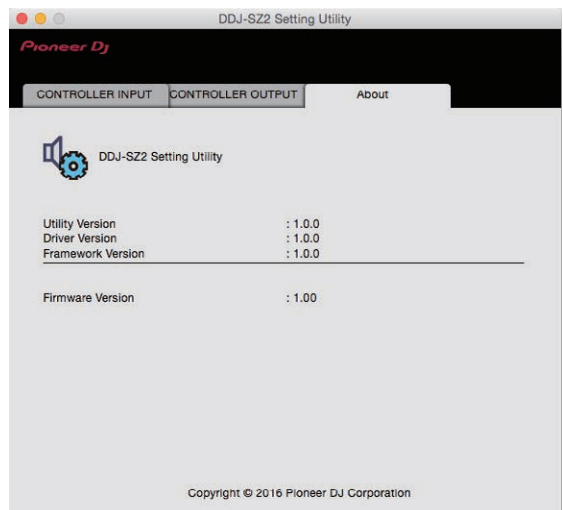 DDJ-SZ2 Setting Utility
Pioneer Dj
CONTROLLER INPUT CONTROLLER OUTPUT About
DDJ-SZ2 Setting Utility
Utility Version : 1.0.0
Driver Version : 1.0.0
Framework Version : 1.0.0
Firmware Version : 1.00
Copyright © 2016 Pioneer DJ Corporation